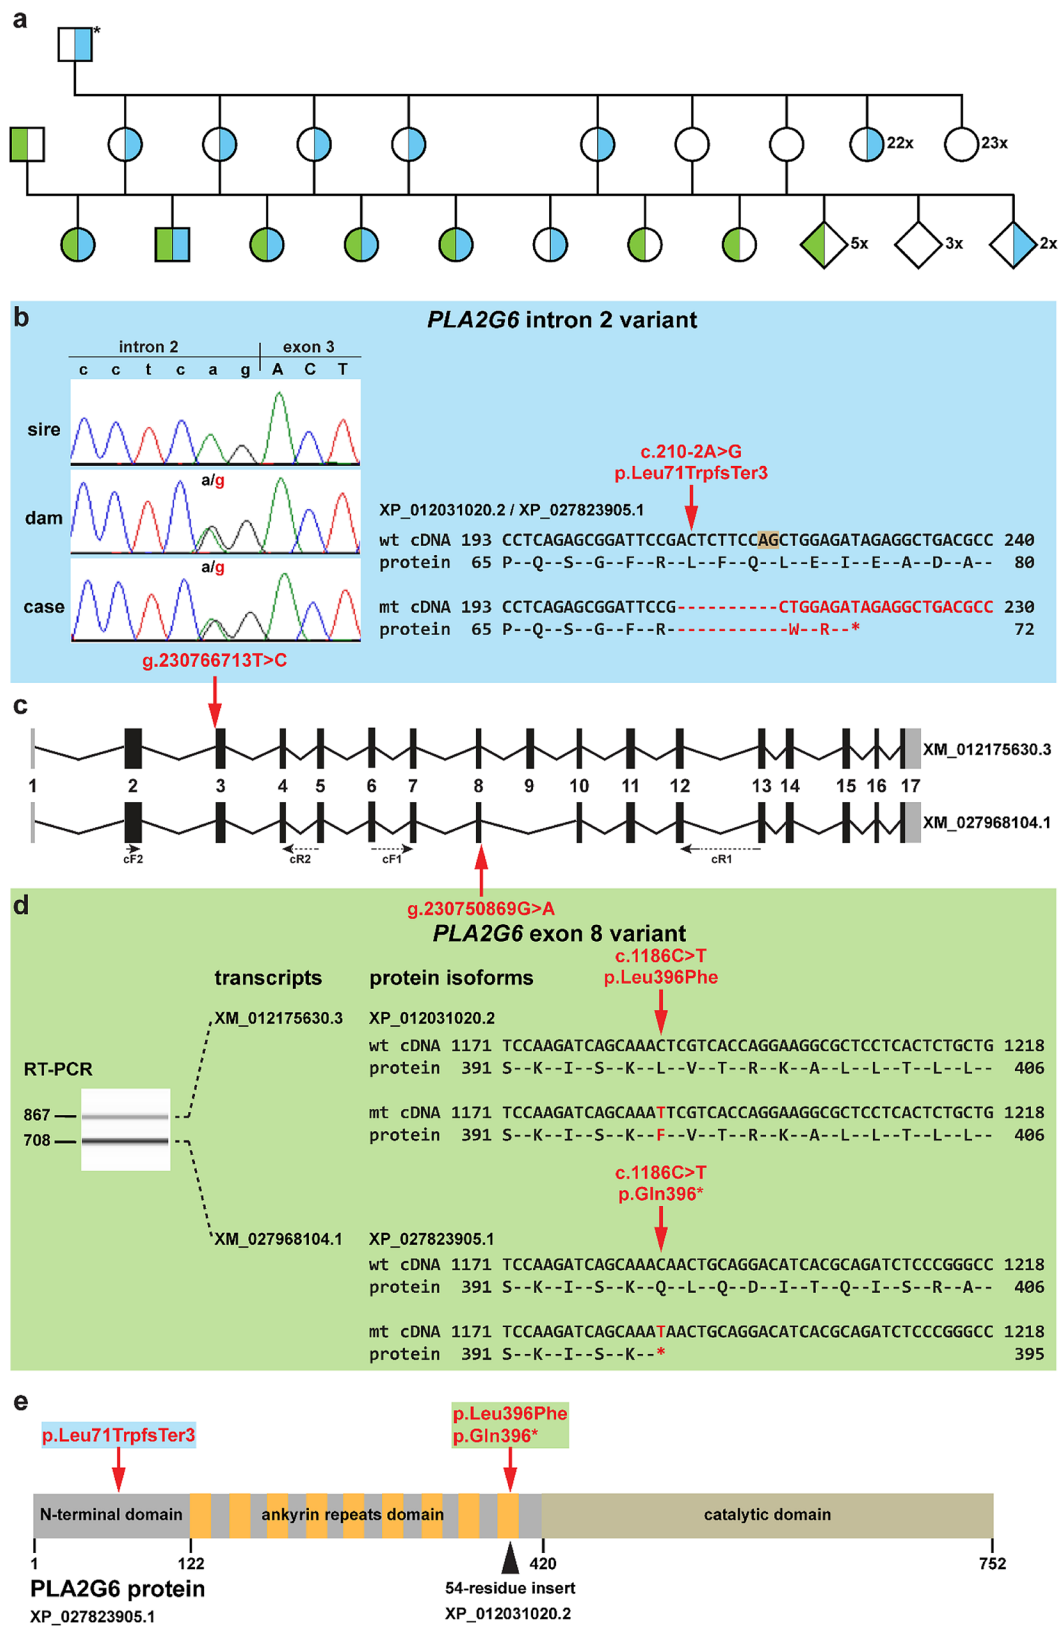 a
*
22x
23x
5x
3x
2x
b
PLA2G6 intron 2 variant
intron 2
exon 3
c c t c a g A C T
sire
a/g
dam
a/g
case
g.230766713T>C
c.210-2A>G
p.Leu71TrpfsTer3
XP_012031020.2 / XP_027823905.1
wt cDNA 193 CCTCAGAGCGGATTCCGACTCTTCCAGCTGGAGATAGAGGCTGACGCC 240
protein 65 P--Q--S--G--F--R--L--F--Q--L--E--I--E--A--D--A-- 80
mt cDNA 193 CCTCAGAGCGGATTCCG----------CTGGAGATAGAGGCTGACGCC 230
protein 65 P--Q--S--G--F--R-----------W--R--* 72
c
XM_012175630.3
1 2 3 4 5 6 7 8 9 10 11 12 13 14 15 16 17
XM_027968104.1
cF2
cR2
cF1
cR1
g.230750869G>A
d
PLA2G6 exon 8 variant
c.1186C>T
p.Leu396Phe
transcripts
protein isoforms
XM_012175630.3
XP_012031020.2
wt cDNA 1171 TCCAAGATCAGCAAACTCGTCACCAGGAAGGCGCTCCTCACTCTGCTG 1218
protein 391 S--K--I--S--K--L--V--T--R--K--A--L--L--T--L--L-- 406
RT-PCR
867
708
mt cDNA 1171 TCCAAGATCAGCAAATTCGTCACCAGGAAGGCGCTCCTCACTCTGCTG 1218
protein 391 S--K--I--S--K--F--V--T--R--K--A--L--L--T--L--L-- 406
c.1186C>T
p.Gln396*
XM_027968104.1
XP_027823905.1
wt cDNA 1171 TCCAAGATCAGCAAACAACTGCAGGACATCACGCAGATCTCCCGGGCC 1218
protein 391 S--K--I--S--K--Q--L--Q--D--I--T--Q--I--S--R--A-- 406
mt cDNA 1171 TCCAAGATCAGCAAATAACTGCAGGACATCACGCAGATCTCCCGGGCC 1218
protein 391 S--K--I--S--K--* 395
e
p.Leu71TrpfsTer3
p.Leu396Phe
p.Gln396*
N-terminal domain
ankyrin repeats domain
catalytic domain
1
122
420
752
PLA2G6 protein
XP_027823905.1
54-residue insert
XP_012031020.2